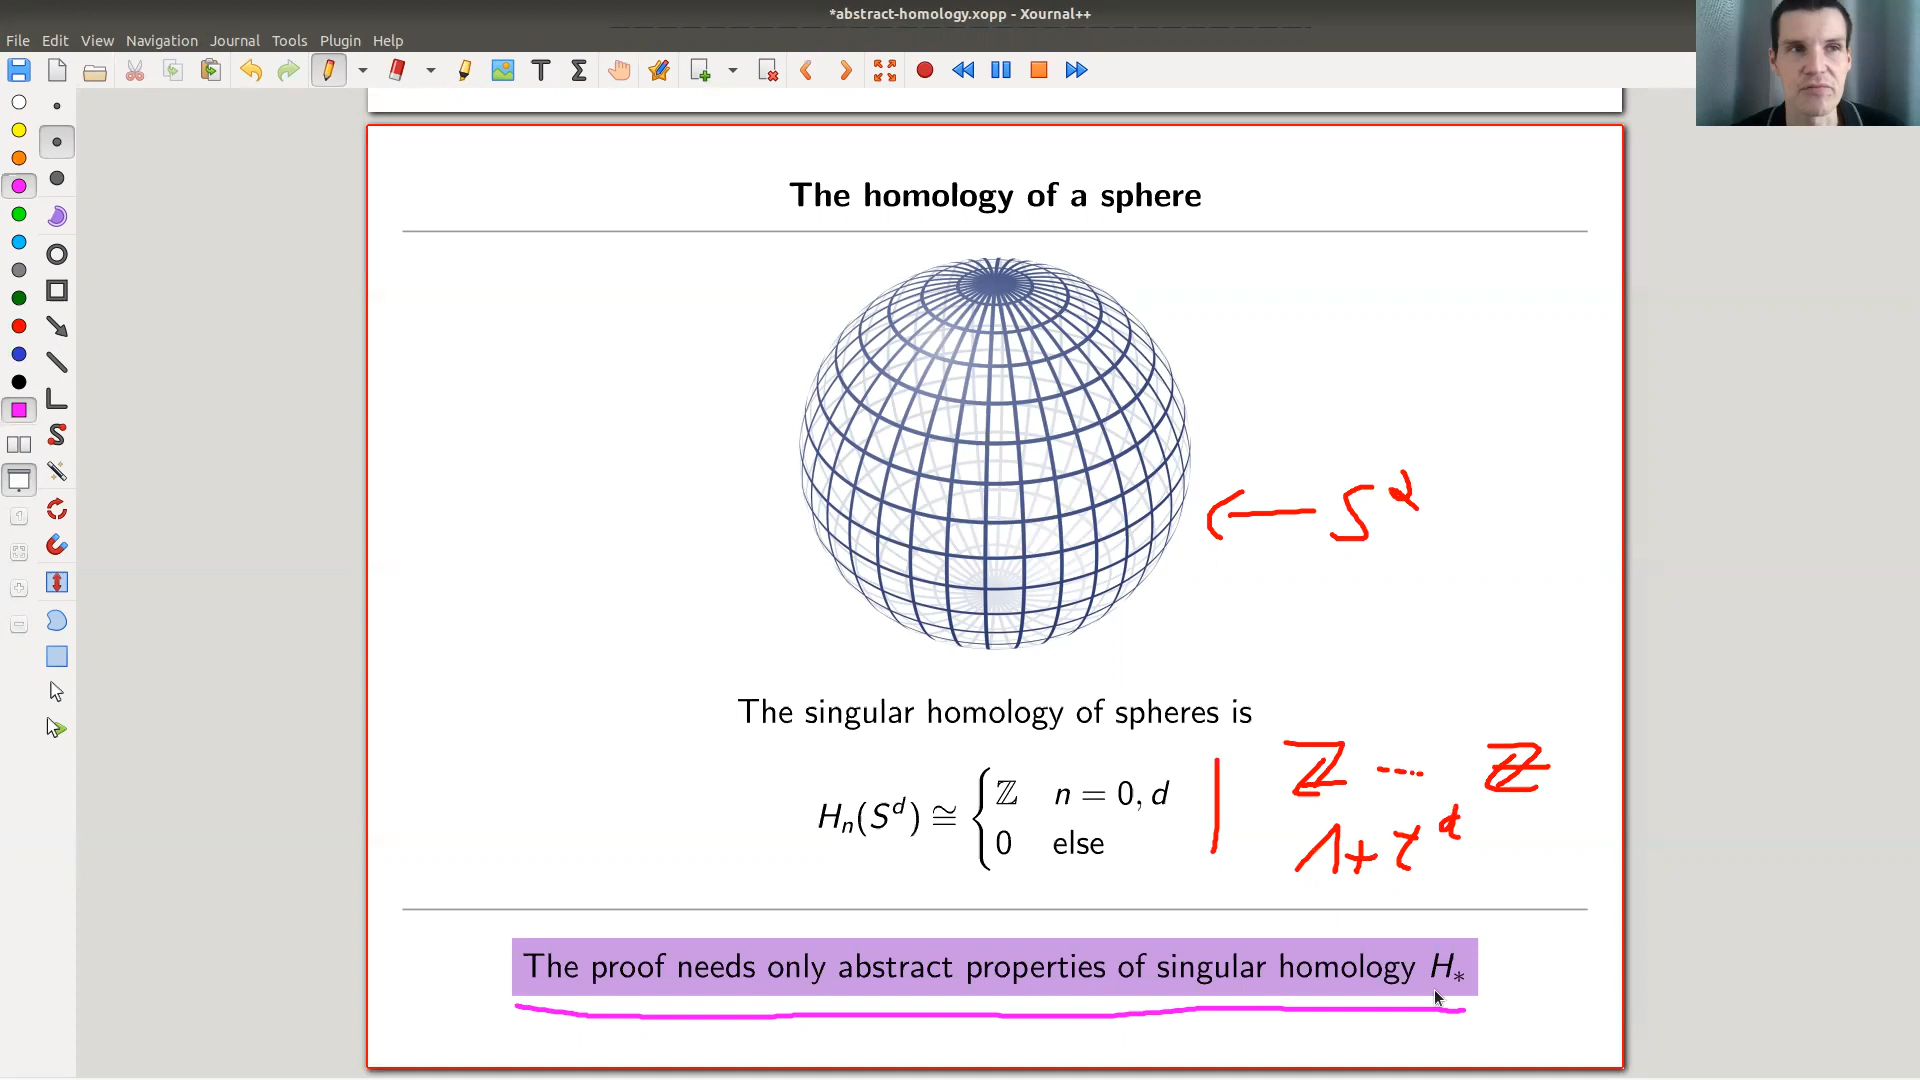 *abstract-homology.xopp - Xournal++
File Edit View Navigation Journal Tools Plugin Help
The homology of a sphere
← S^d
The singular homology of spheres is
H_n(S^d) ≅ { ℤ n = 0, d
0 else
| ℤ ... ℤ
1+t^d
The proof needs only abstract properties of singular homology H_*